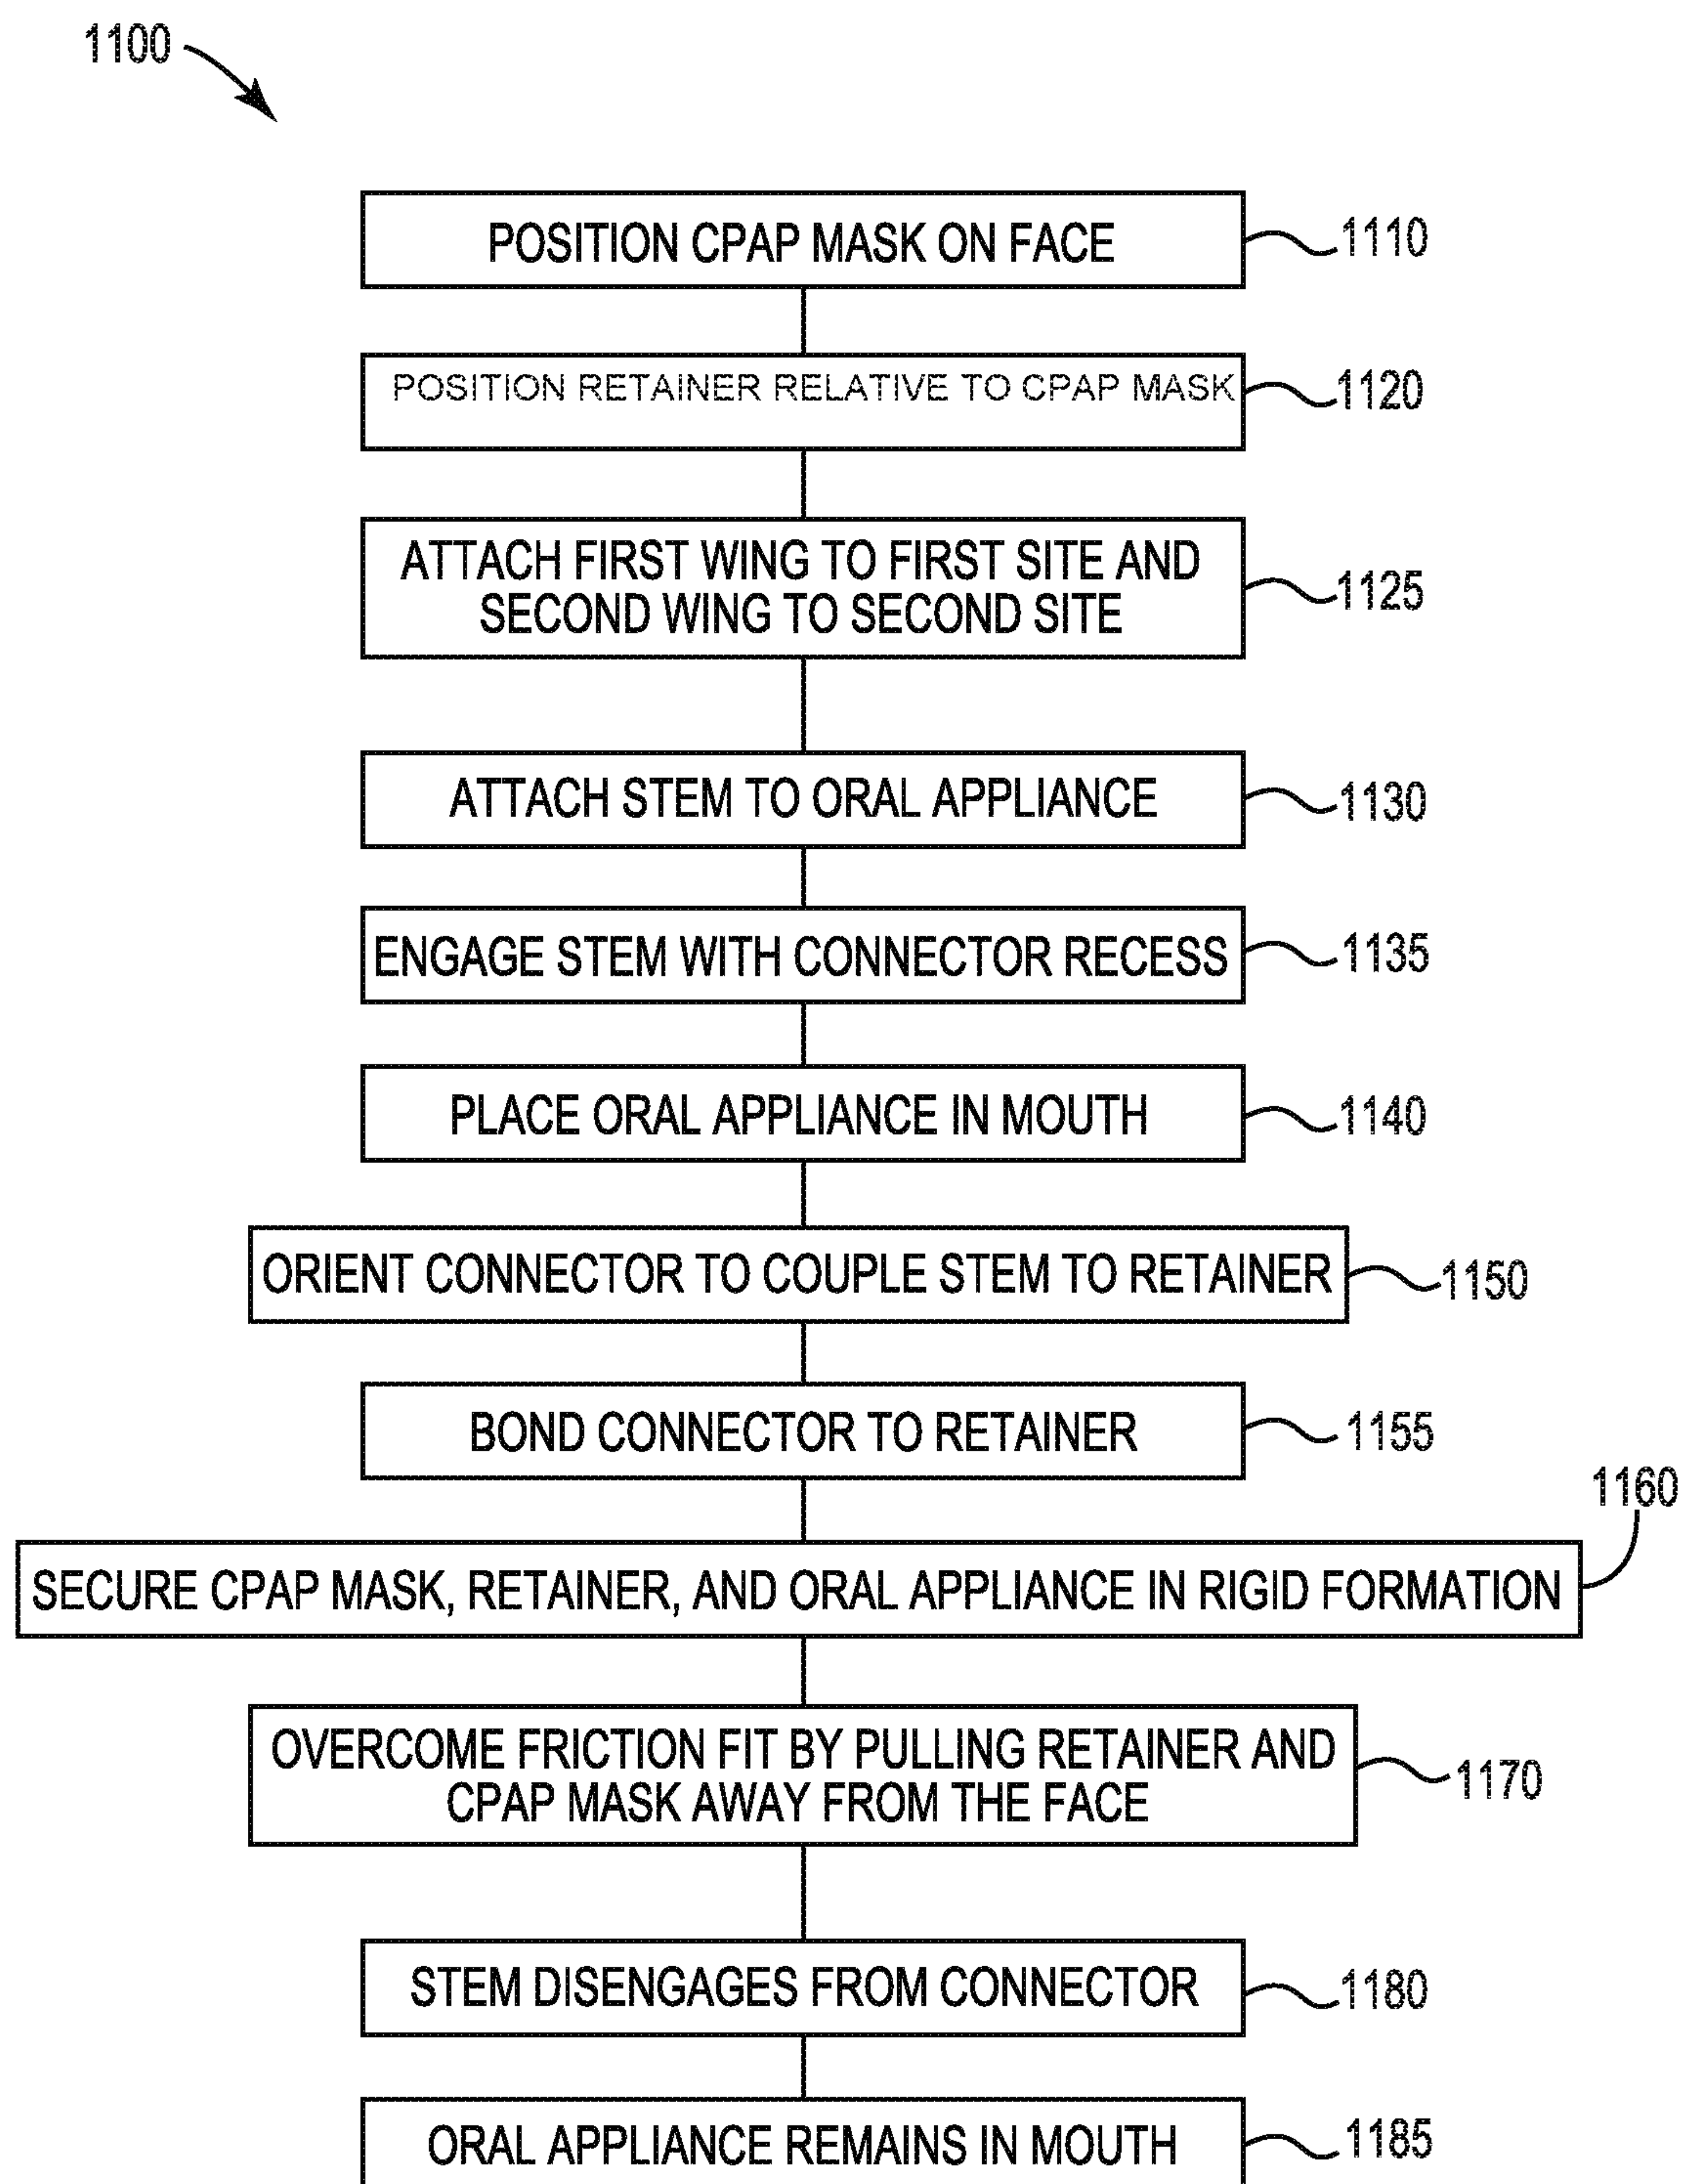 1100
POSITION CPAP MASK ON FACE
1110
POSITION RETAINER RELATIVE TO CPAP MASK
1120
ATTACH FIRST WING TO FIRST SITE AND
SECOND WING TO SECOND SITE
1125
ATTACH STEM TO ORAL APPLIANCE
1130
ENGAGE STEM WITH CONNECTOR RECESS
1135
PLACE ORAL APPLIANCE IN MOUTH
1140
ORIENT CONNECTOR TO COUPLE STEM TO RETAINER
1150
BOND CONNECTOR TO RETAINER
1155
1160
SECURE CPAP MASK, RETAINER, AND ORAL APPLIANCE IN RIGID FORMATION
OVERCOME FRICTION FIT BY PULLING RETAINER AND
CPAP MASK AWAY FROM THE FACE
1170
STEM DISENGAGES FROM CONNECTOR
1180
ORAL APPLIANCE REMAINS IN MOUTH
1185